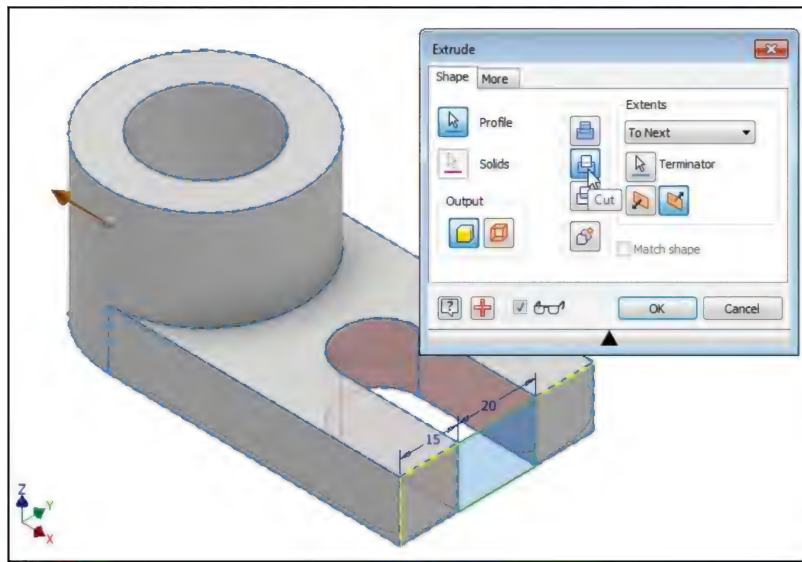 Extrude
Shape More
Profile
Solids
Output
Cut
Extents
To Next
Terminator
Match shape
OK Cancel
20
15
Z
Y
X